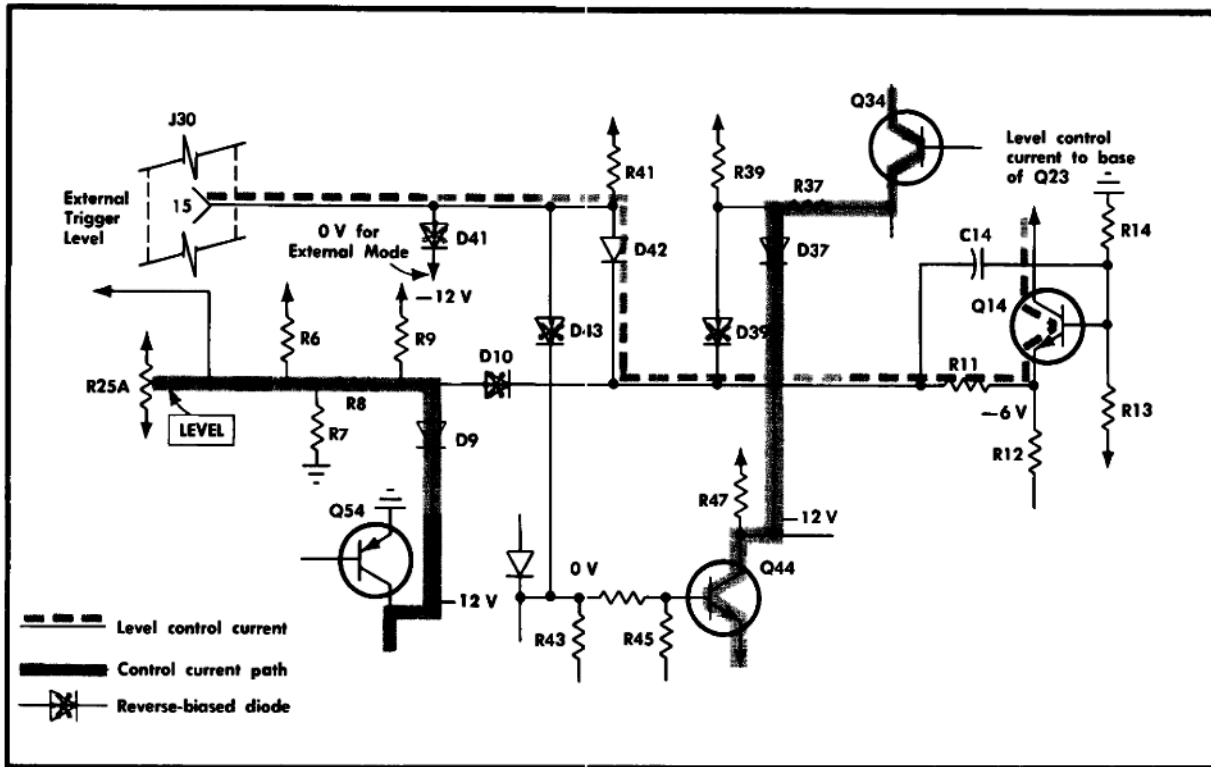 J30
External
Trigger
Level
15
0 V for
External Mode
D41
−12 V
R41
D42
R39
R37
Q34
Level control
current to base
of Q23
R14
C14
D37
Q14
D43
D39
R6
R9
D10
R25A
R8
LEVEL
R7
D9
R11
−6 V
R13
R12
Q54
R47
−12 V
0 V
Q44
−12 V
R43
R45
Level control current
Control current path
Reverse-biased diode